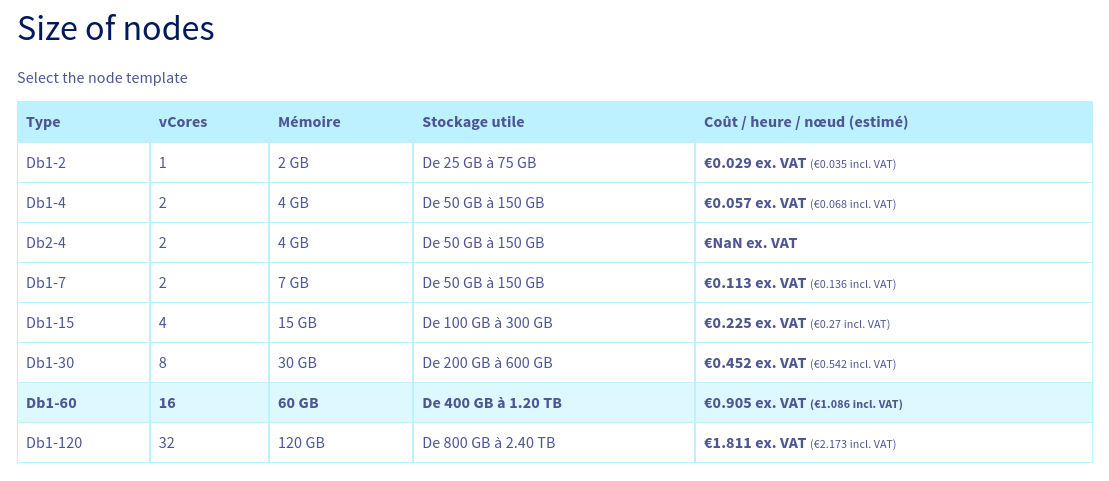 Size of nodes
Select the node template
Type vCores Mémoire Stockage utile Coût / heure / nœud (estimé)
Db1-2 1 2 GB De 25 GB à 75 GB €0.029 ex. VAT (€0.035 incl. VAT)
Db1-4 2 4 GB De 50 GB à 150 GB €0.057 ex. VAT (€0.068 incl. VAT)
Db2-4 2 4 GB De 50 GB à 150 GB €NaN ex. VAT
Db1-7 2 7 GB De 50 GB à 150 GB €0.113 ex. VAT (€0.136 incl. VAT)
Db1-15 4 15 GB De 100 GB à 300 GB €0.225 ex. VAT (€0.27 incl. VAT)
Db1-30 8 30 GB De 200 GB à 600 GB €0.452 ex. VAT (€0.542 incl. VAT)
Db1-60 16 60 GB De 400 GB à 1.20 TB €0.905 ex. VAT (€1.086 incl. VAT)
Db1-120 32 120 GB De 800 GB à 2.40 TB €1.811 ex. VAT (€2.173 incl. VAT)